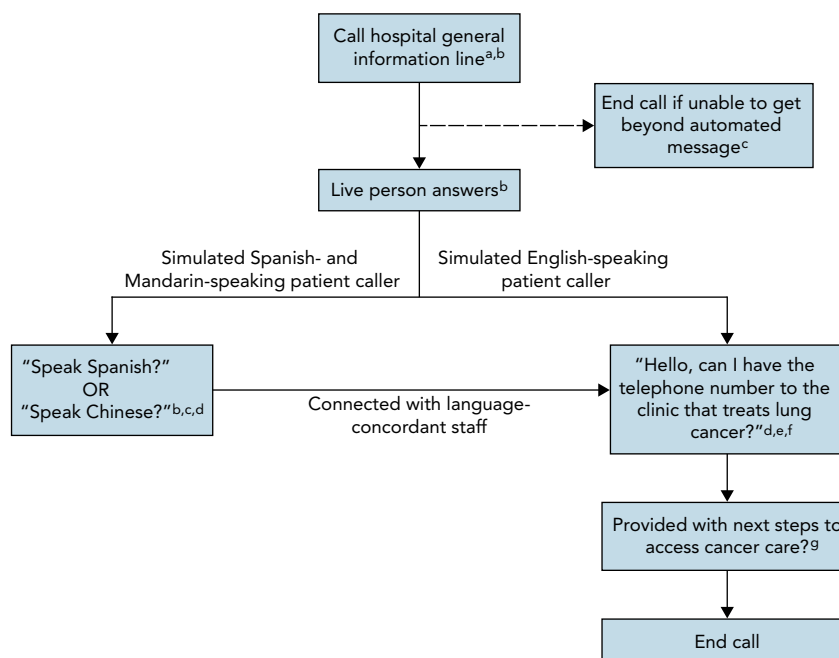 Call hospital general
information lineᵃ,ᵇ
End call if unable to get
beyond automated
messageᶜ
Live person answersᵇ
Simulated Spanish- and
Mandarin-speaking patient caller
Simulated English-speaking
patient caller
“Speak Spanish?”
OR
“Speak Chinese?”ᵇ,ᶜ,ᵈ
Connected with language-
concordant staff
“Hello, can I have the
telephone number to the
clinic that treats lung
cancer?”ᵈ,ᵉ,ᶠ
Provided with next steps to
access cancer care?ᵍ
End call